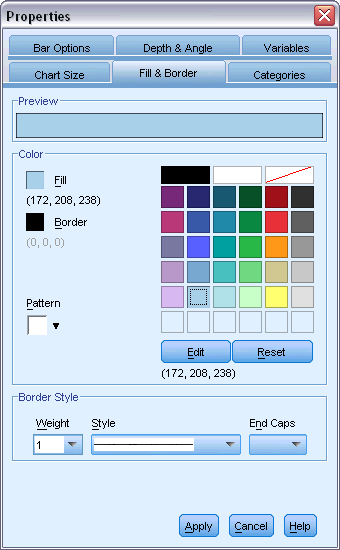 Properties
Bar Options Depth & Angle Variables
Chart Size Fill & Border Categories
Preview
Color
Fill
(172, 208, 238)
Border
(0, 0, 0)
Pattern
Edit Reset
(172, 208, 238)
Border Style
Weight Style End Caps
1
Apply Cancel Help